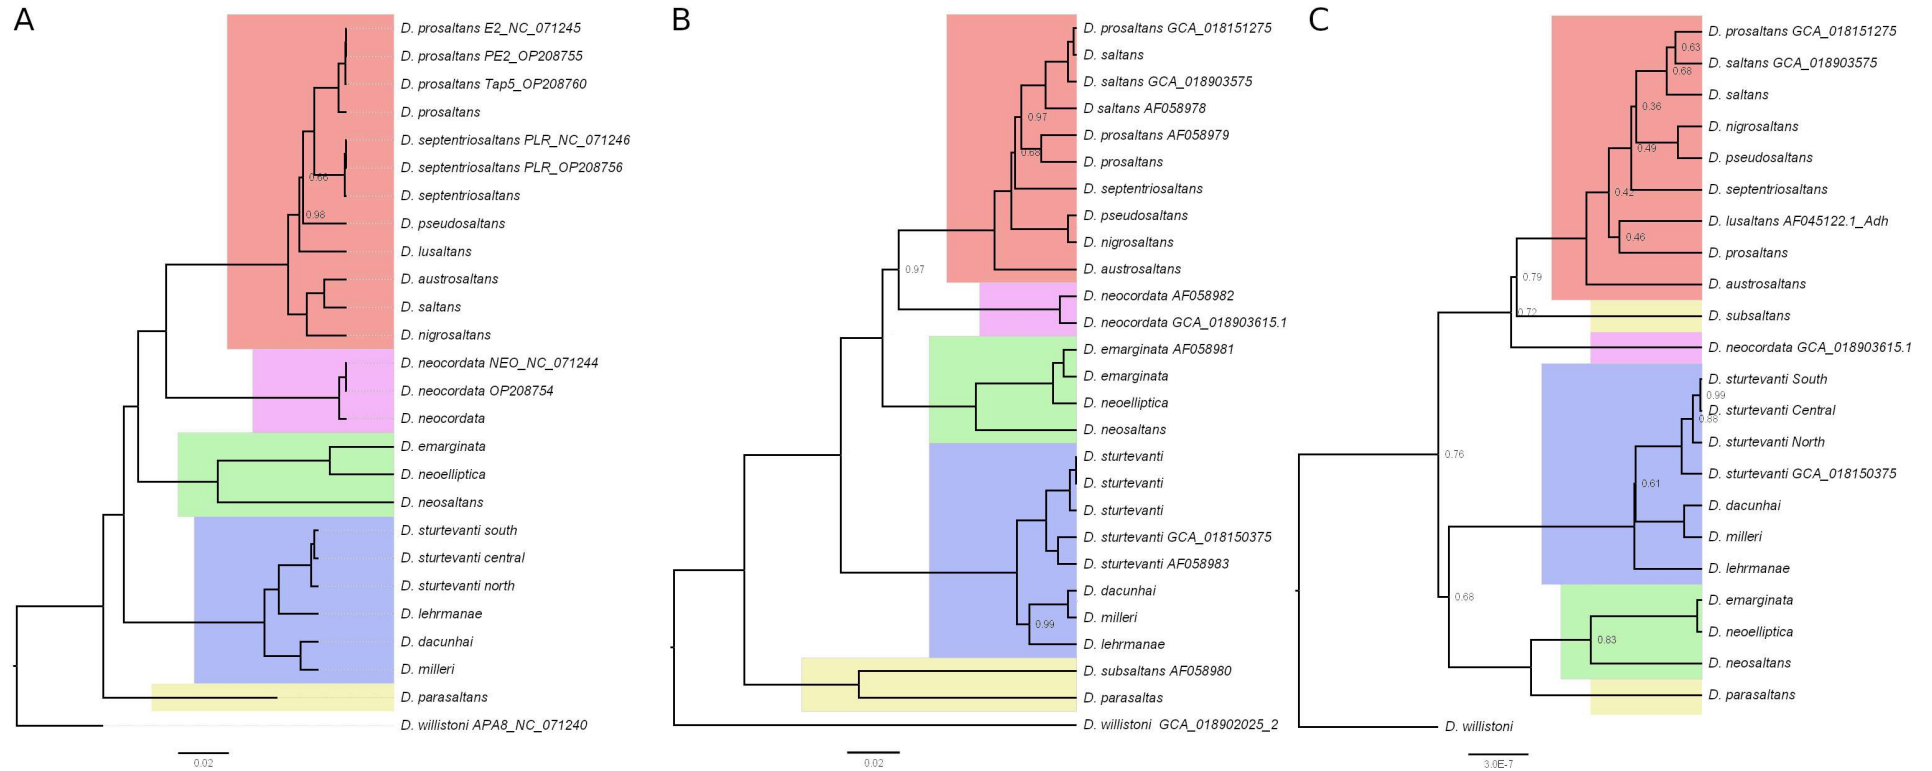 A
D. prosaltans E2_NC_071245
D. prosaltans PE2_OP208755
D. prosaltans Tap5_OP208760
D. prosaltans
D. septentriosaltans PLR_NC_071246
D. septentriosaltans PLR_OP208756
0.66
D. septentriosaltans
0.98
D. pseudosaltans
D. lusaltans
D. austrosaltans
D. saltans
D. nigrosaltans
D. neocordata NEO_NC_071244
D. neocordata OP208754
D. neocordata
D. emarginata
D. neoelliptica
D. neosaltans
D. sturtevanti south
D. sturtevanti central
D. sturtevanti north
D. lehrmanae
D. dacunhai
D. milleri
D. parasaltans
D. willistoni APA8_NC_071240
0.02
B
D. prosaltans GCA_018151275
D. saltans
D. saltans GCA_018903575
D saltans AF058978
0.97
D. prosaltans AF058979
0.68
D. prosaltans
D. septentriosaltans
D. pseudosaltans
D. nigrosaltans
D. austrosaltans
0.97
D. neocordata AF058982
D. neocordata GCA_018903615.1
D. emarginata AF058981
D. emarginata
D. neoelliptica
D. neosaltans
D. sturtevanti
D. sturtevanti
D. sturtevanti
D. sturtevanti GCA_018150375
D. sturtevanti AF058983
D. dacunhai
D. milleri
0.99
D. lehrmanae
D. subsaltans AF058980
D. parasaltas
D. willistoni GCA_018902025_2
0.02
C
D. prosaltans GCA_018151275
0.63
D. saltans GCA_018903575
0.68
D. saltans
0.36
D. nigrosaltans
0.49
D. pseudosaltans
D. septentriosaltans
0.42
D. lusaltans AF045122.1_Adh
0.46
D. prosaltans
0.79
D. austrosaltans
0.72
D. subsaltans
D. neocordata GCA_018903615.1
D. sturtevanti South
0.99
D. sturtevanti Central
0.88
D. sturtevanti North
0.76
D. sturtevanti GCA_018150375
0.61
D. dacunhai
D. milleri
D. lehrmanae
0.68
D. emarginata
D. neoelliptica
0.83
D. neosaltans
D. parasaltans
D. willistoni
3.0E-7